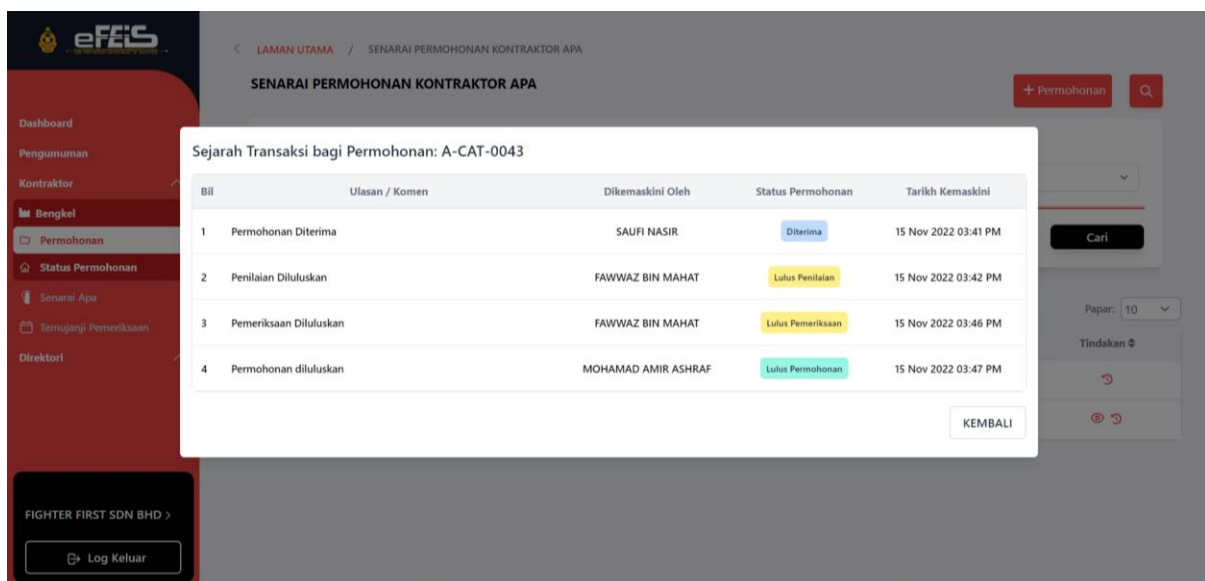 eFEiS
LAMAN UTAMA / SENARAI PERMOHONAN KONTRAKTOR APA
SENARAI PERMOHONAN KONTRAKTOR APA
+ Permohonan
Dashboard
Pengumuman
Kontraktor
Bengkel
Permohonan
Status Permohonan
Senarai Apa
Temujanji Pemeriksaan
Direktori
FIGHTER FIRST SDN BHD >
Log Keluar
Sejarah Transaksi bagi Permohonan: A-CAT-0043
Bil Ulasan / Komen Dikemaskini Oleh Status Permohonan Tarikh Kemaskini
1 Permohonan Diterima SAUFI NASIR Diterima 15 Nov 2022 03:41 PM
2 Penilaian Diluluskan FAWWAZ BIN MAHAT Lulus Penilaian 15 Nov 2022 03:42 PM
3 Pemeriksaan Diluluskan FAWWAZ BIN MAHAT Lulus Pemeriksaan 15 Nov 2022 03:46 PM
4 Permohonan diluluskan MOHAMAD AMIR ASHRAF Lulus Permohonan 15 Nov 2022 03:47 PM
KEMBALI
Cari
Papar: 10
Tindakan